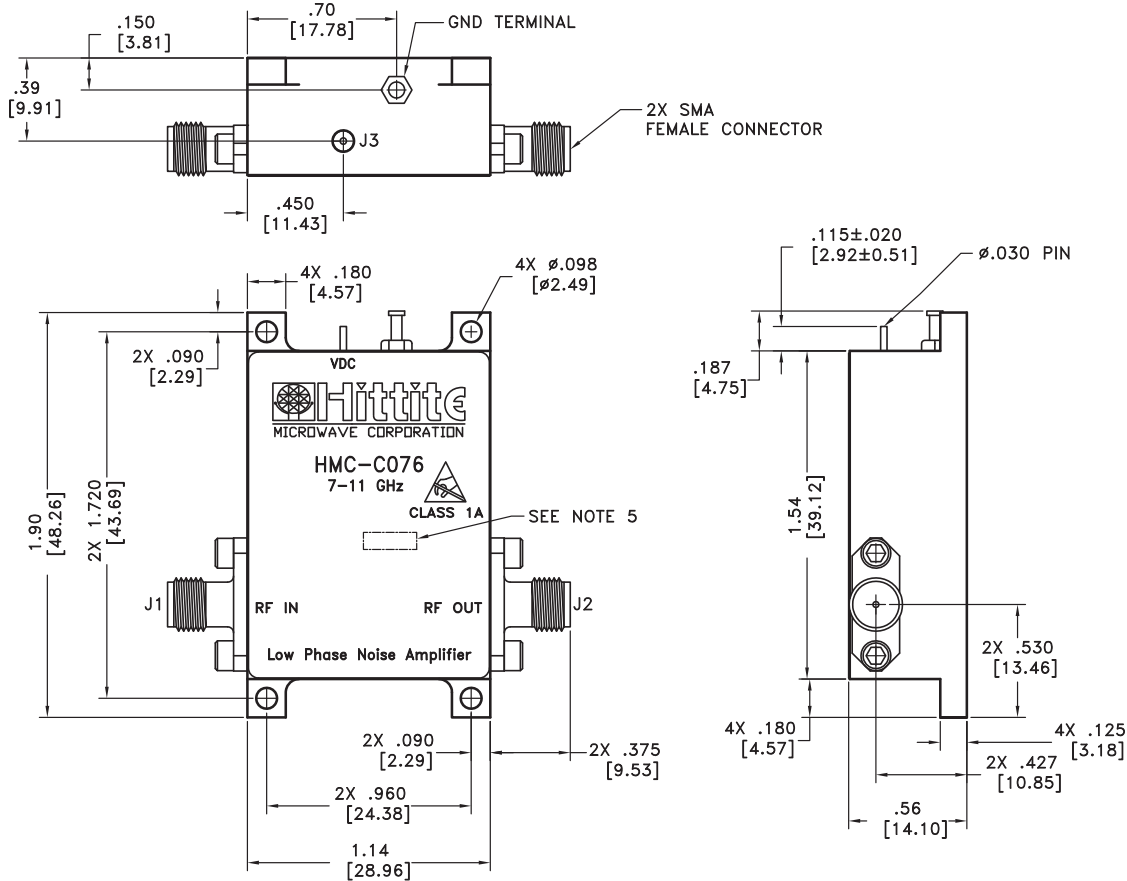 .70
[17.78]
GND TERMINAL
.150
[3.81]
.39
[9.91]
2X SMA
FEMALE CONNECTOR
J3
.450
[11.43]
.115±.020
[2.92±0.51]
ø.030 PIN
4X .180
[4.57]
4X ø.098
[ø2.49]
2X .090
[2.29]
VDC
.187
[4.75]
Hittite
MICROWAVE CORPORATION
HMC-C076
7-11 GHz
CLASS 1A
SEE NOTE 5
1.90
[48.26]
2X 1.720
[43.69]
1.54
[39.12]
J1
RF IN
RF OUT
J2
Low Phase Noise Amplifier
2X .530
[13.46]
2X .090
[2.29]
2X .375
[9.53]
4X .180
[4.57]
4X .125
[3.18]
2X .427
[10.85]
2X .960
[24.38]
.56
[14.10]
1.14
[28.96]